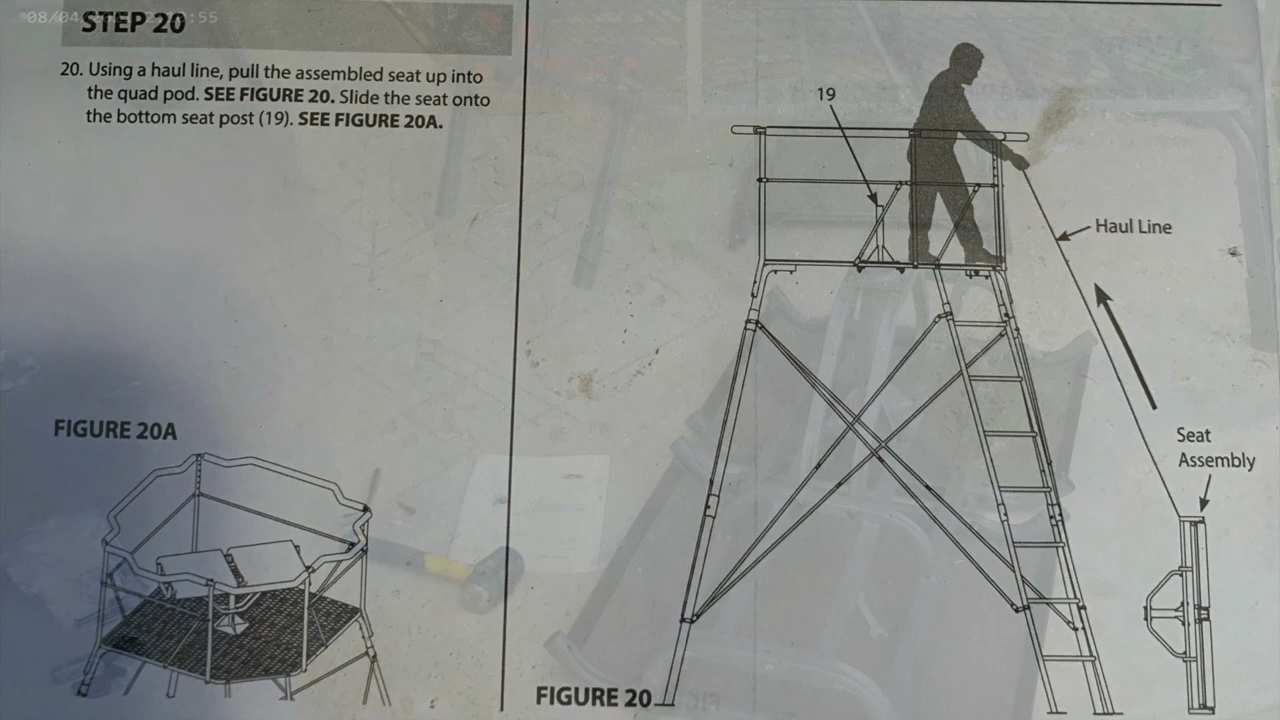 STEP 20
20. Using a haul line, pull the assembled seat up into
the quad pod. SEE FIGURE 20. Slide the seat onto
the bottom seat post (19). SEE FIGURE 20A.
19
Haul Line
Seat
Assembly
FIGURE 20A
FIGURE 20